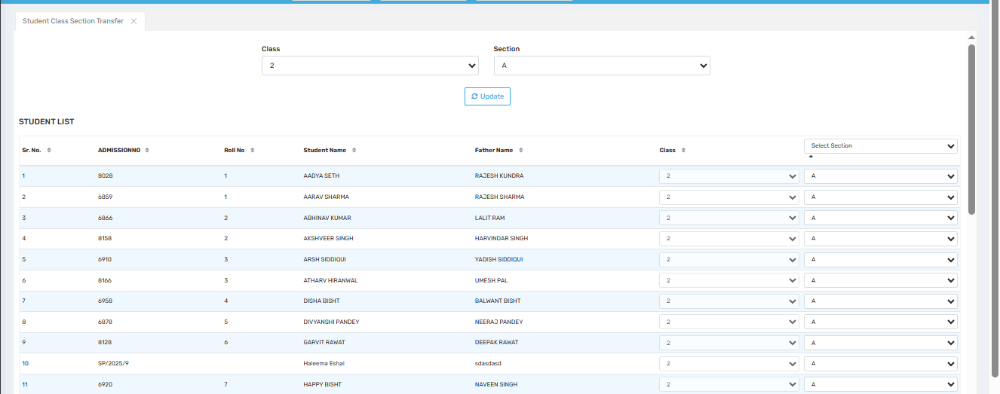 Student Class Section Transfer
Class Section
2 A
Update
STUDENT LIST
Sr. No. ADMISSIONNO Roll No Student Name Father Name Class Select Section
1 8028 1 AADYA SETH RAJESH KUNDRA 2 A
2 6859 1 AARAV SHARMA RAJESH SHARMA 2 A
3 6866 2 ABHINAV KUMAR LALIT RAM 2 A
4 8158 2 AKSHVEER SINGH HARVINDAR SINGH 2 A
5 6910 3 ARSH SIDDIQUI YADISH SIDDIQUI 2 A
6 8166 3 ATHARV HIRANWAL UMESH PAL 2 A
7 6958 4 DISHA BISHT BALWANT BISHT 2 A
8 6878 5 DIVYANSHI PANDEY NEERAJ PANDEY 2 A
9 8128 6 GARVIT RAWAT DEEPAK RAWAT 2 A
10 SP/2025/9 Haleema Eshal sdasdasd 2 A
11 6920 7 HAPPY BISHT NAVEEN SINGH 2 A